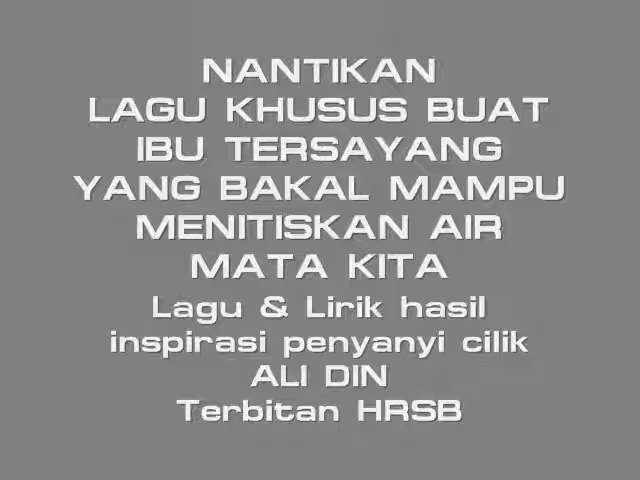 NANTIKAN
LAGU KHUSUS BUAT
IBU TERSAYANG
YANG BAKAL MAMPU
MENITISKAN AIR
MATA KITA
Lagu & Lirik hasil
inspirasi penyanyi cilik
ALI DIN
Terbitan HRSB